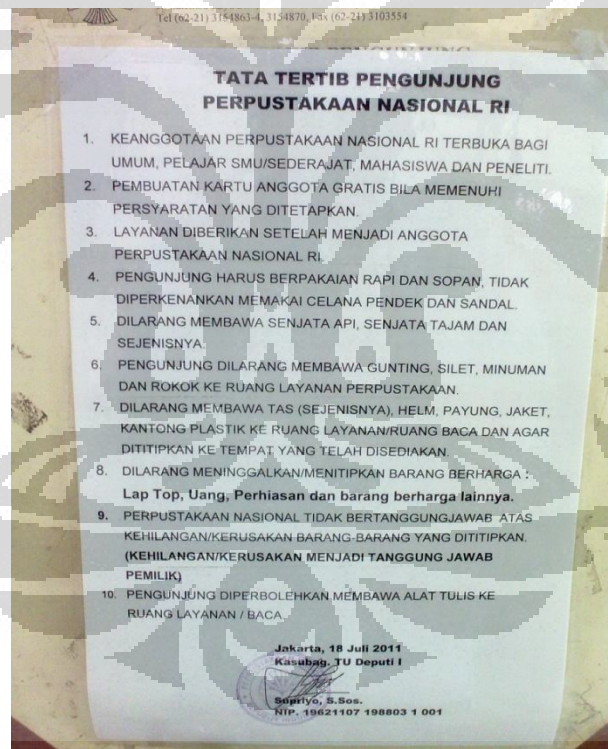 Tel (62-21) 3154863-4, 3154870, Fax (62-21) 3103554
TATA TERTIB PENGUNJUNG
PERPUSTAKAAN NASIONAL RI
1. KEANGGOTAAN PERPUSTAKAAN NASIONAL RI TERBUKA BAGI
UMUM, PELAJAR SMU/SEDERAJAT, MAHASISWA DAN PENELITI.
2. PEMBUATAN KARTU ANGGOTA GRATIS BILA MEMENUHI
PERSYARATAN YANG DITETAPKAN.
3. LAYANAN DIBERIKAN SETELAH MENJADI ANGGOTA
PERPUSTAKAAN NASIONAL RI.
4. PENGUNJUNG HARUS BERPAKAIAN RAPI DAN SOPAN, TIDAK
DIPERKENANKAN MEMAKAI CELANA PENDEK DAN SANDAL.
5. DILARANG MEMBAWA SENJATA API, SENJATA TAJAM DAN
SEJENISNYA.
6. PENGUNJUNG DILARANG MEMBAWA GUNTING, SILET, MINUMAN
DAN ROKOK KE RUANG LAYANAN PERPUSTAKAAN.
7. DILARANG MEMBAWA TAS (SEJENISNYA), HELM, PAYUNG, JAKET,
KANTONG PLASTIK KE RUANG LAYANAN/RUANG BACA DAN AGAR
DITITIPKAN KE TEMPAT YANG TELAH DISEDIAKAN.
8. DILARANG MENINGGALKAN/MENITIPKAN BARANG BERHARGA :
Lap Top, Uang, Perhiasan dan barang berharga lainnya.
9. PERPUSTAKAAN NASIONAL TIDAK BERTANGGUNGJAWAB ATAS
KEHILANGAN/KERUSAKAN BARANG-BARANG YANG DITITIPKAN.
(KEHILANGAN/KERUSAKAN MENJADI TANGGUNG JAWAB
PEMILIK)
10. PENGUNJUNG DIPERBOLEHKAN MEMBAWA ALAT TULIS KE
RUANG LAYANAN / BACA
Jakarta, 18 Juli 2011
Kasubag. TU Deputi I
Supriyo, S.Sos.
NIP. 19621107 198803 1 001